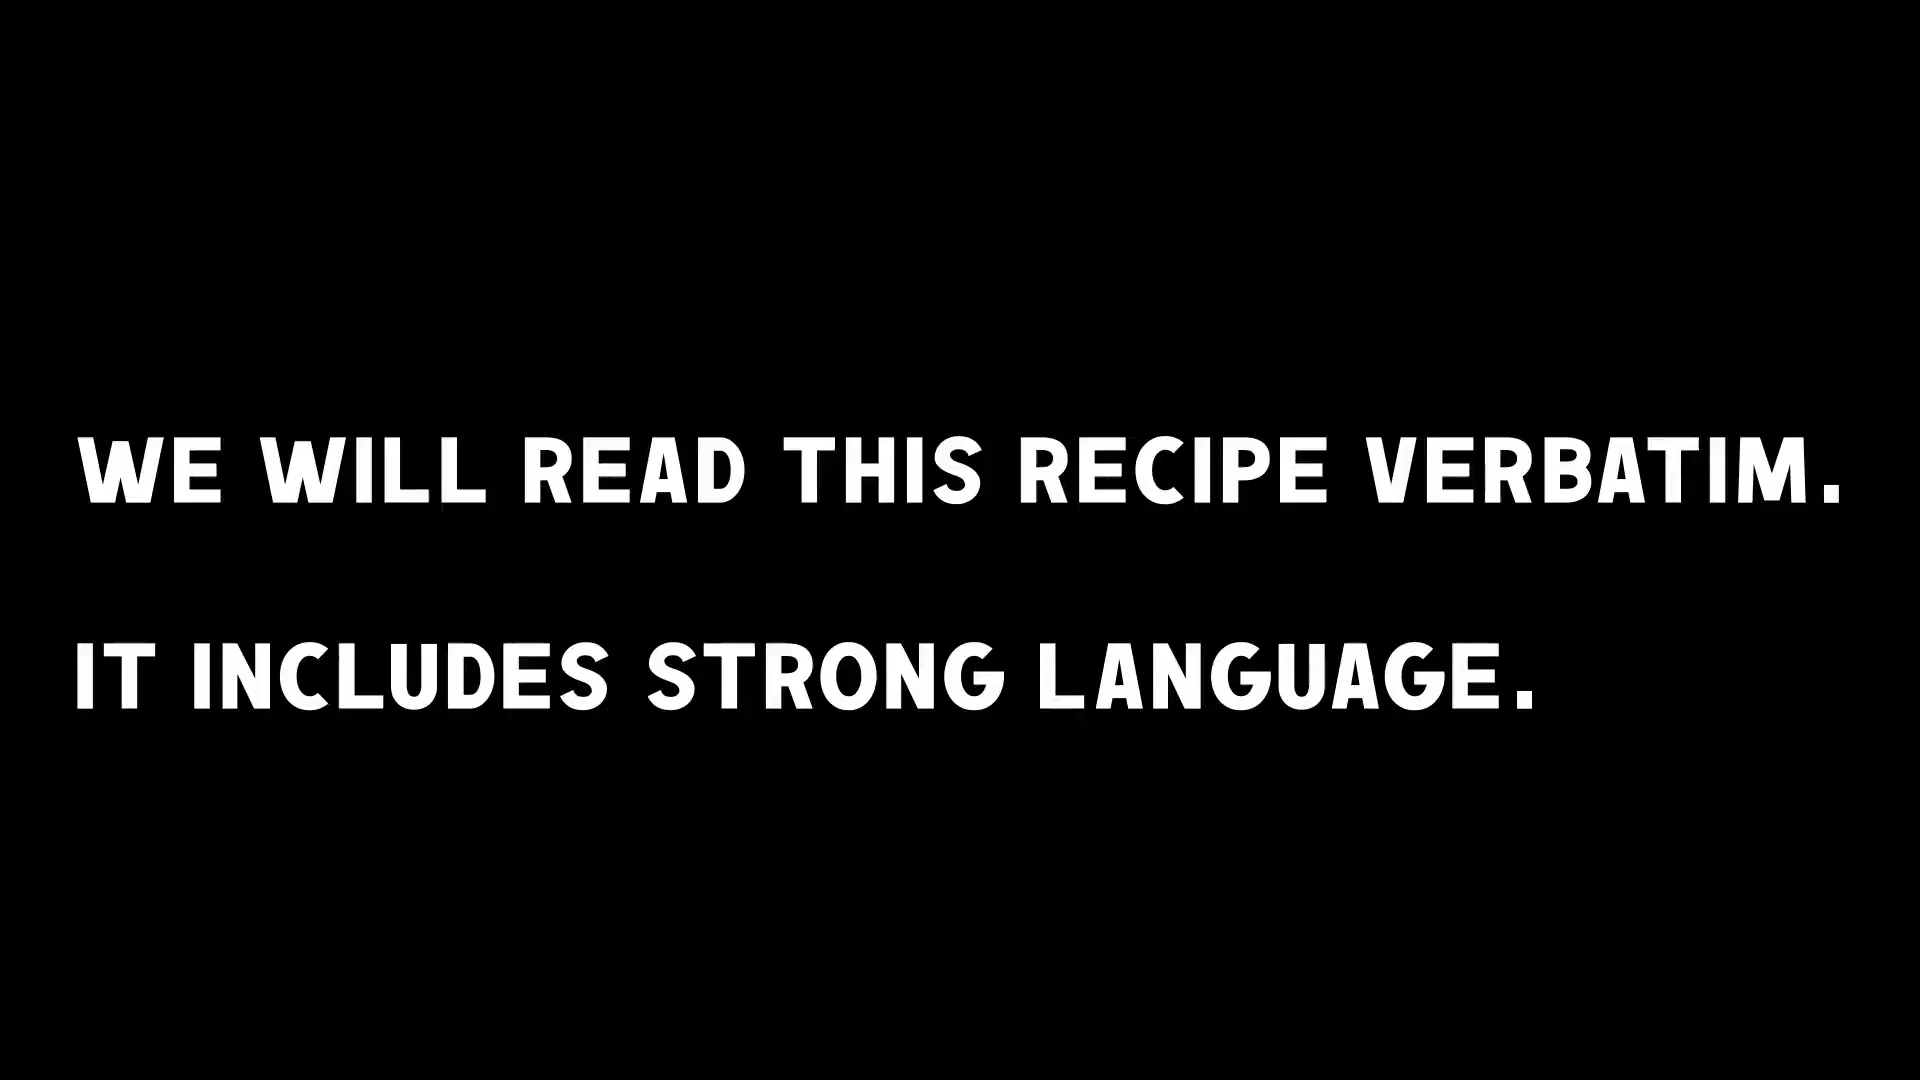 WE WILL READ THIS RECIPE VERBATIM.
IT INCLUDES STRONG LANGUAGE.